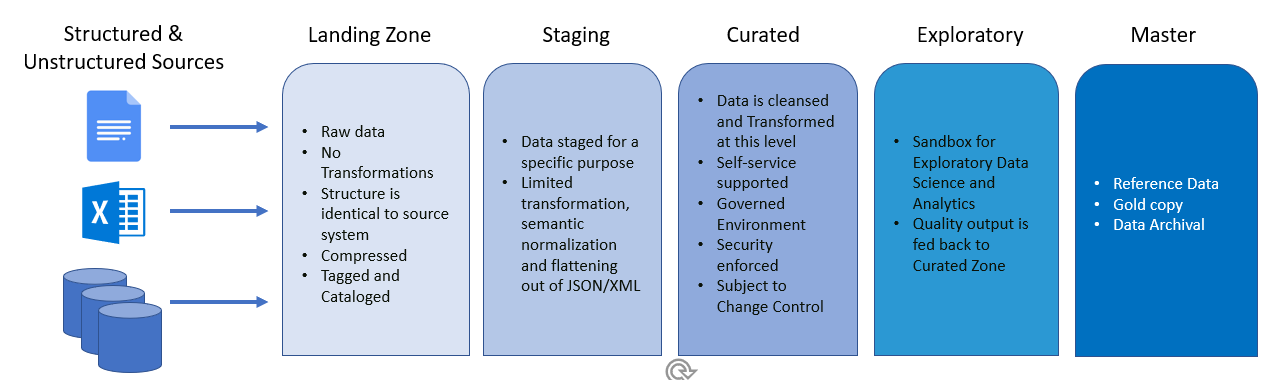 Structured &
Unstructured Sources
X
Landing Zone
• Raw data
• No
Transformations
• Structure is
identical to source
system
• Compressed
• Tagged and
Cataloged
Staging
• Data staged for a
specific purpose
• Limited
transformation,
semantic
normalization
and flattening
out of JSON/XML
Curated
• Data is cleansed
and Transformed
at this level
• Self-service
supported
• Governed
Environment
• Security
enforced
• Subject to
Change Control
Exploratory
• Sandbox for
Exploratory Data
Science and
Analytics
• Quality output is
fed back to
Curated Zone
Master
• Reference Data
• Gold copy
• Data Archival